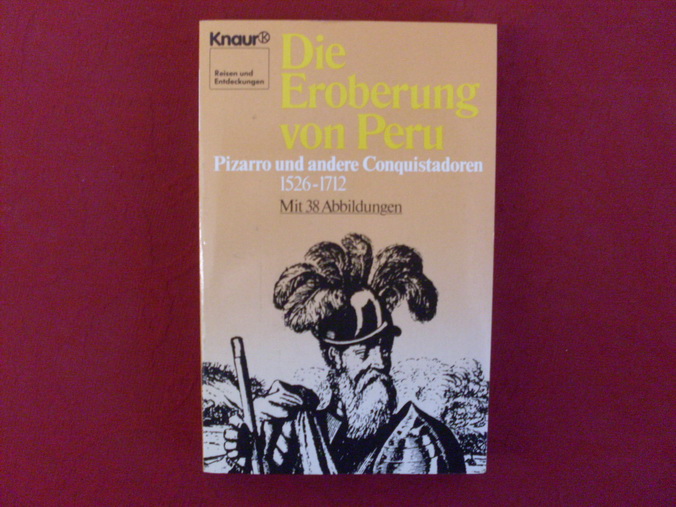 Knaur®
Reisen und
Entdeckungen
Die
Eroberung
von Peru
Pizarro und andere Conquistadoren
1526-1712
Mit 38 Abbildungen